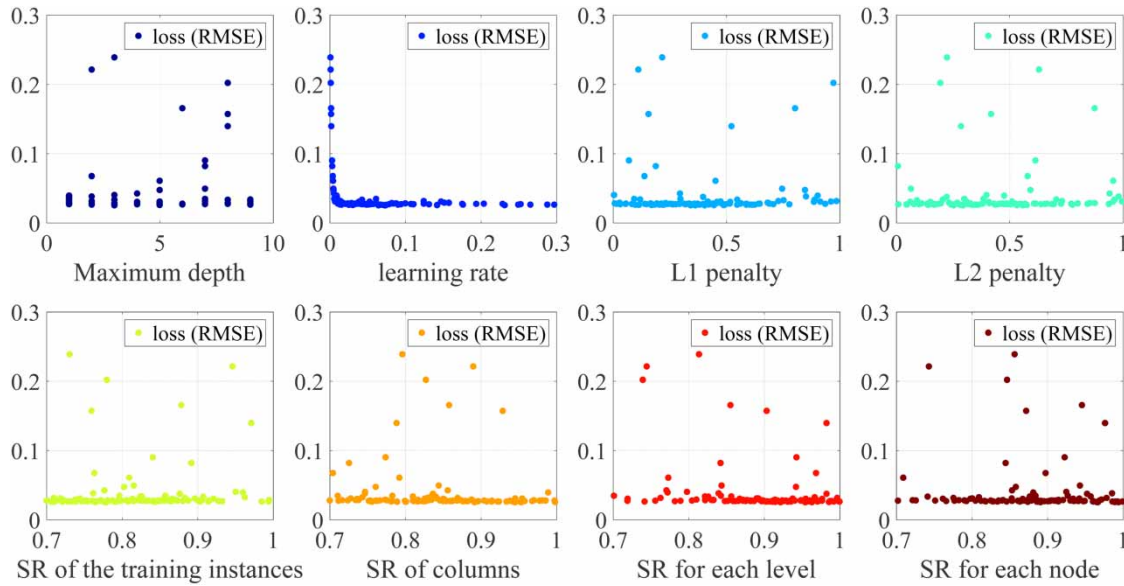 0.3 0.3 0.3 0.3
loss (RMSE) loss (RMSE) loss (RMSE) loss (RMSE)
0.2 0.2 0.2 0.2
0.1 0.1 0.1 0.1
0 0 0 0
0 5 10 0 0.1 0.2 0.3 0 0.5 1 0 0.5 1
Maximum depth learning rate L1 penalty L2 penalty
0.3 0.3 0.3 0.3
loss (RMSE) loss (RMSE) loss (RMSE) loss (RMSE)
0.2 0.2 0.2 0.2
0.1 0.1 0.1 0.1
0 0 0 0
0.7 0.8 0.9 1 0.7 0.8 0.9 1 0.7 0.8 0.9 1 0.7 0.8 0.9 1
SR of the training instances SR of columns SR for each level SR for each node